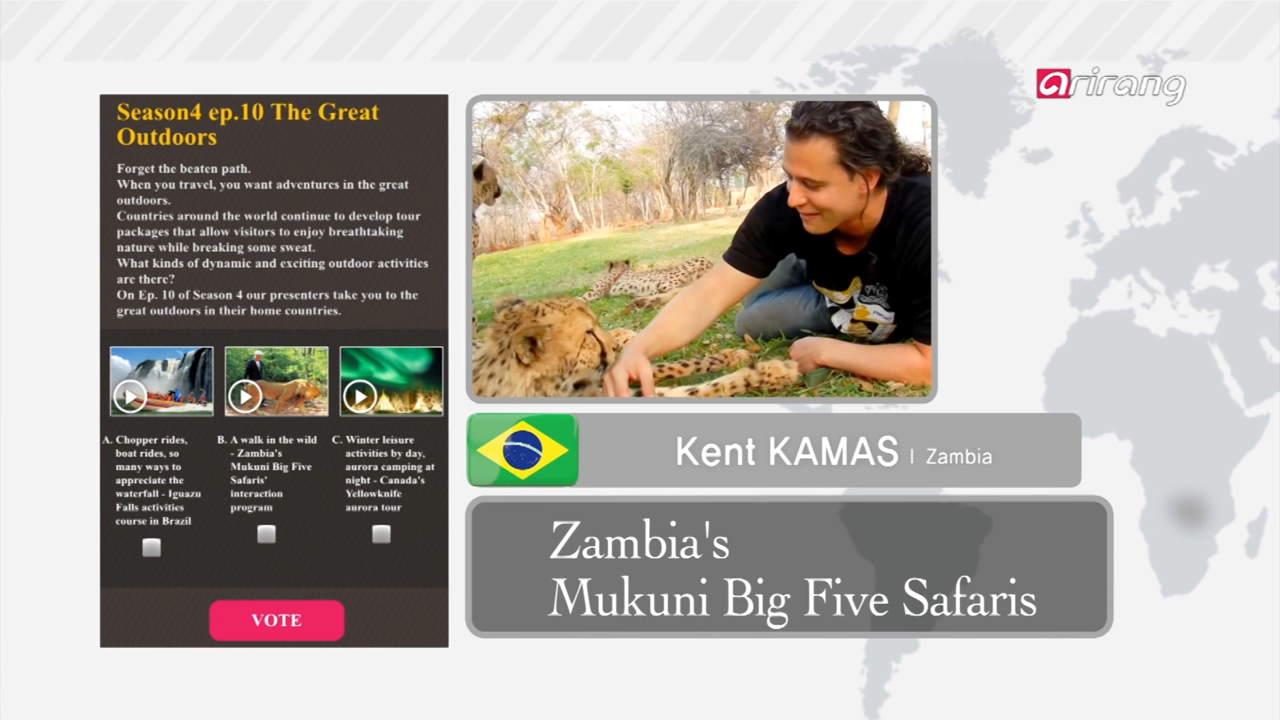 arirang
Season4 ep.10 The Great
Outdoors
Forget the beaten path.
When you travel, you want adventures in the great
outdoors.
Countries around the world continue to develop tour
packages that allow visitors to enjoy breathtaking
nature while breaking some sweat.
What kinds of dynamic and exciting outdoor activities
are there?
On Ep. 10 of Season 4 our presenters take you to the
great outdoors in their home countries.
A. Chopper rides,
boat rides, so
many ways to
appreciate the
waterfall - Iguazu
Falls activities
course in Brazil
B. A walk in the wild
- Zambia's
Mukuni Big Five
Safaris'
interaction
program
C. Winter leisure
activities by day,
aurora camping at
night - Canada's
Yellowknife
aurora tour
VOTE
Kent KAMAS | Zambia
Zambia's
Mukuni Big Five Safaris